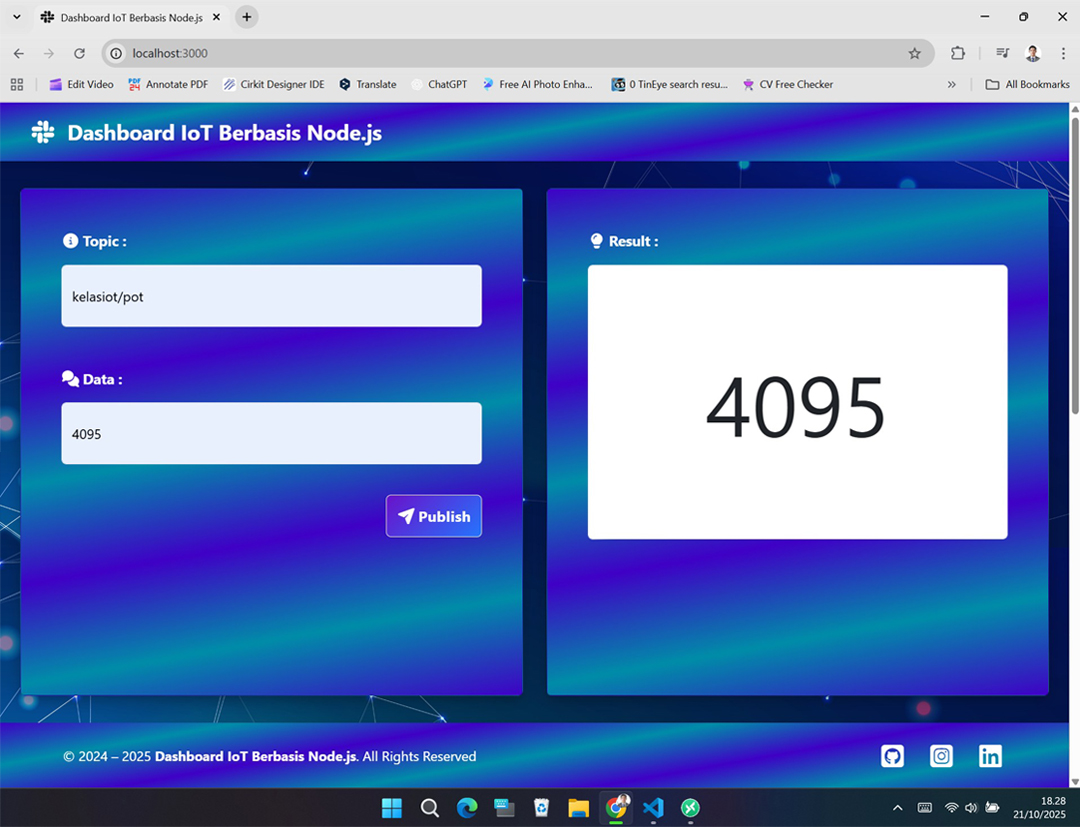 Dashboard IoT Berbasis Node.js
localhost:3000
Edit Video
Annotate PDF
Cirkit Designer IDE
Translate
ChatGPT
Free AI Photo Enha...
0 TinEye search resu...
CV Free Checker
All Bookmarks
Dashboard IoT Berbasis Node.js
Topic :
kelasiot/pot
Data :
4095
Publish
Result :
4095
© 2024 – 2025 Dashboard IoT Berbasis Node.js. All Rights Reserved
18.28
21/10/2025